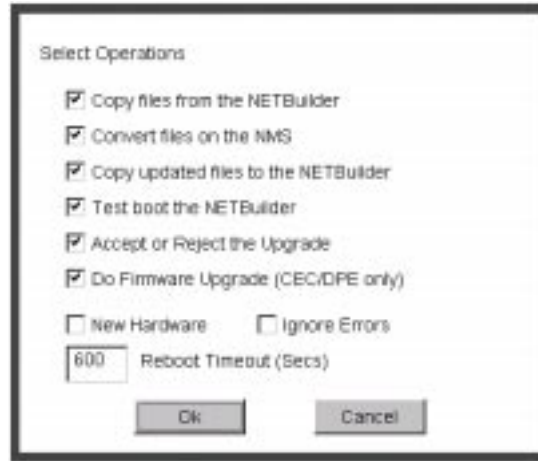 Select Operations
Copy files from the NETBuilder
Convert files on the NMS
Copy updated files to the NETBuilder
Test boot the NETBuilder
Accept or Reject the Upgrade
Do Firmware Upgrade (CEC/DPE only)
New Hardware Ignore Errors
600 Reboot Timeout (Secs)
Ok Cancel